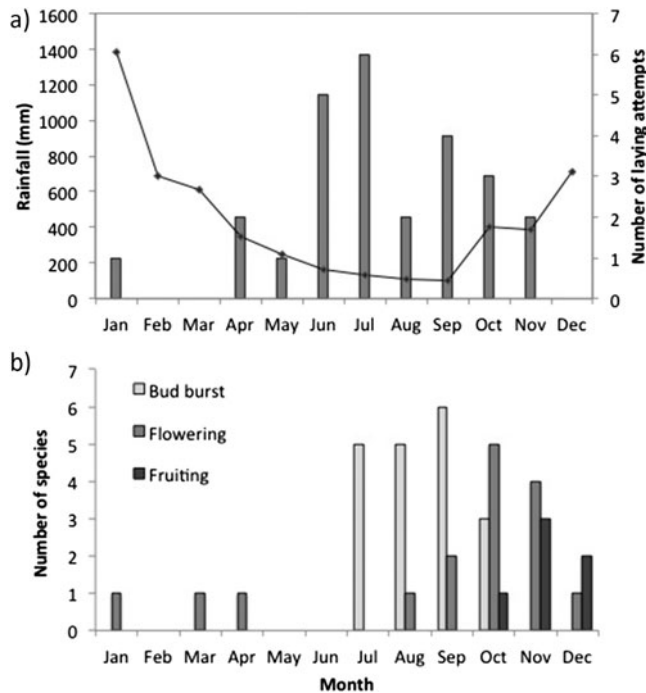 a)
1600
1400
1200
1000
800
600
400
200
0
Rainfall (mm)
7
6
5
4
3
2
1
0
Number of laying attempts
Jan Feb Mar Apr May Jun Jul Aug Sep Oct Nov Dec
b)
7
6
5
4
3
2
1
0
Number of species
Bud burst
Flowering
Fruiting
Jan Feb Mar Apr May Jun Jul Aug Sep Oct Nov Dec
Month